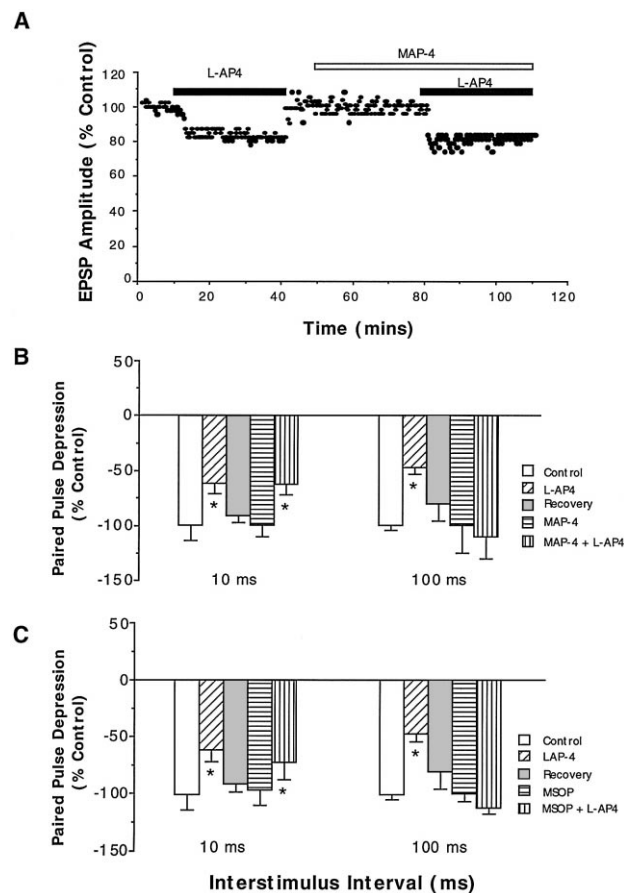 A
MAP-4
L-AP4
L-AP4
EPSP Amplitude (% Control)
120
100
80
60
40
20
0
0
20
40
60
80
100
120
Time (mins)
B
Paired Pulse Depression
(% Control)
50
0
-50
-100
-150
*
*
*
10 ms
100 ms
Control
L-AP4
Recovery
MAP-4
MAP-4 + L-AP4
C
Paired Pulse Depression
(% Control)
50
0
-50
-100
-150
*
*
*
10 ms
100 ms
Control
LAP-4
Recovery
MSOP
MSOP + L-AP4
Interstimulus Interval (ms)